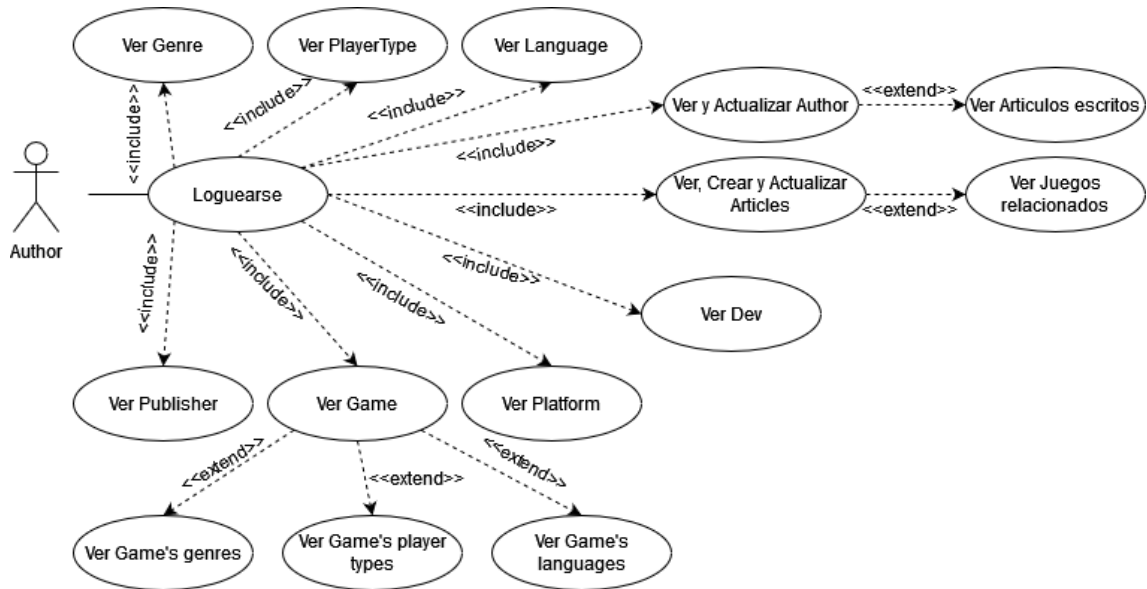 Ver Genre
Ver PlayerType
Ver Language
<<include>>
<<include>>
<<include>>
Ver y Actualizar Author
<<extend>>
Ver Articulos escritos
<<include>>
Author
Loguearse
<<include>>
Ver, Crear y Actualizar
Articles
<<extend>>
Ver Juegos
relacionados
<<include>>
<<include>>
<<include>>
<<include>>
Ver Dev
Ver Publisher
Ver Game
Ver Platform
<<extend>>
<<extend>>
<<extend>>
Ver Game's genres
Ver Game's player
types
Ver Game's
languages